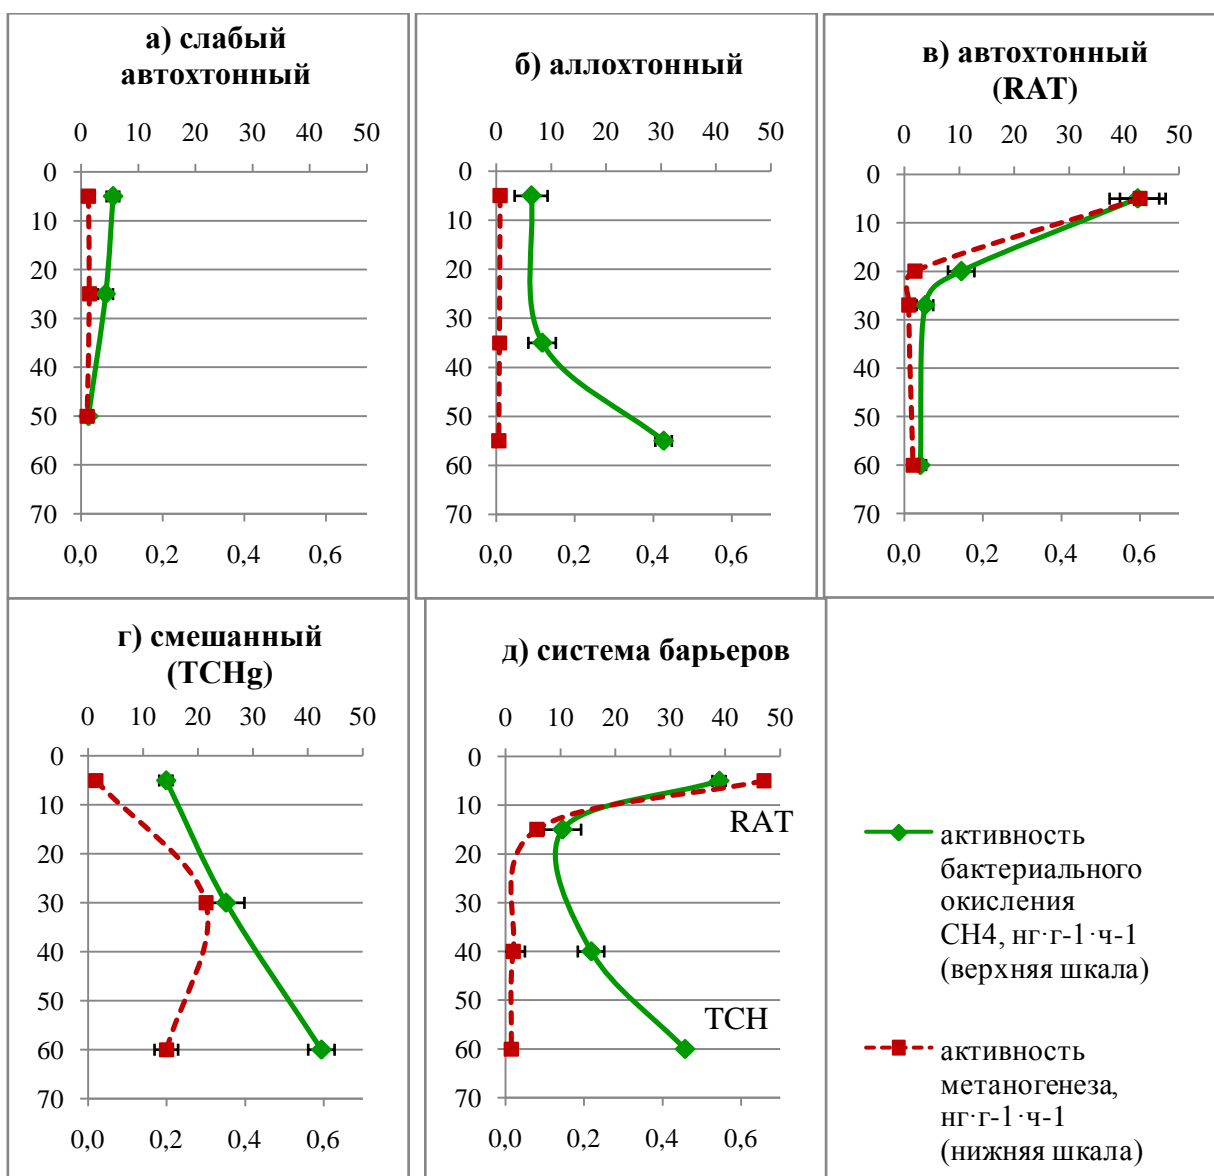 а) слабый
автохтонный
0 10 20 30 40 50
0
10
20
30
40
50
60
70
0,0 0,2 0,4 0,6
б) аллохтонный
0 10 20 30 40 50
0
10
20
30
40
50
60
70
0,0 0,2 0,4 0,6
в) автохтонный
(RAT)
0 10 20 30 40 50
0
10
20
30
40
50
60
70
0,0 0,2 0,4 0,6
г) смешанный
(TCHg)
0 10 20 30 40 50
0
10
20
30
40
50
60
70
0,0 0,2 0,4 0,6
д) система барьеров
0 10 20 30 40 50
0
10
20
30
40
50
60
70
RAT
TCH
0,0 0,2 0,4 0,6
активность
бактериального
окисления
CH4, нг·г-1·ч-1
(верхняя шкала)
активность
метаногенеза,
нг·г-1·ч-1
(нижняя шкала)